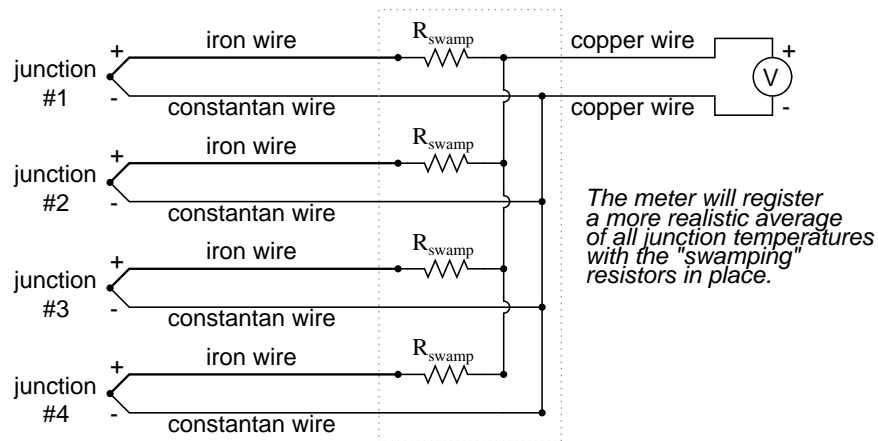 iron wire
R swamp
copper wire
+
+
junction
#1
V
-
-
constantan wire
copper wire
iron wire
R swamp
+
junction
#2
-
constantan wire
The meter will register
a more realistic average
of all junction temperatures
with the "swamping"
resistors in place.
iron wire
R swamp
+
junction
#3
-
constantan wire
iron wire
R swamp
+
junction
#4
-
constantan wire